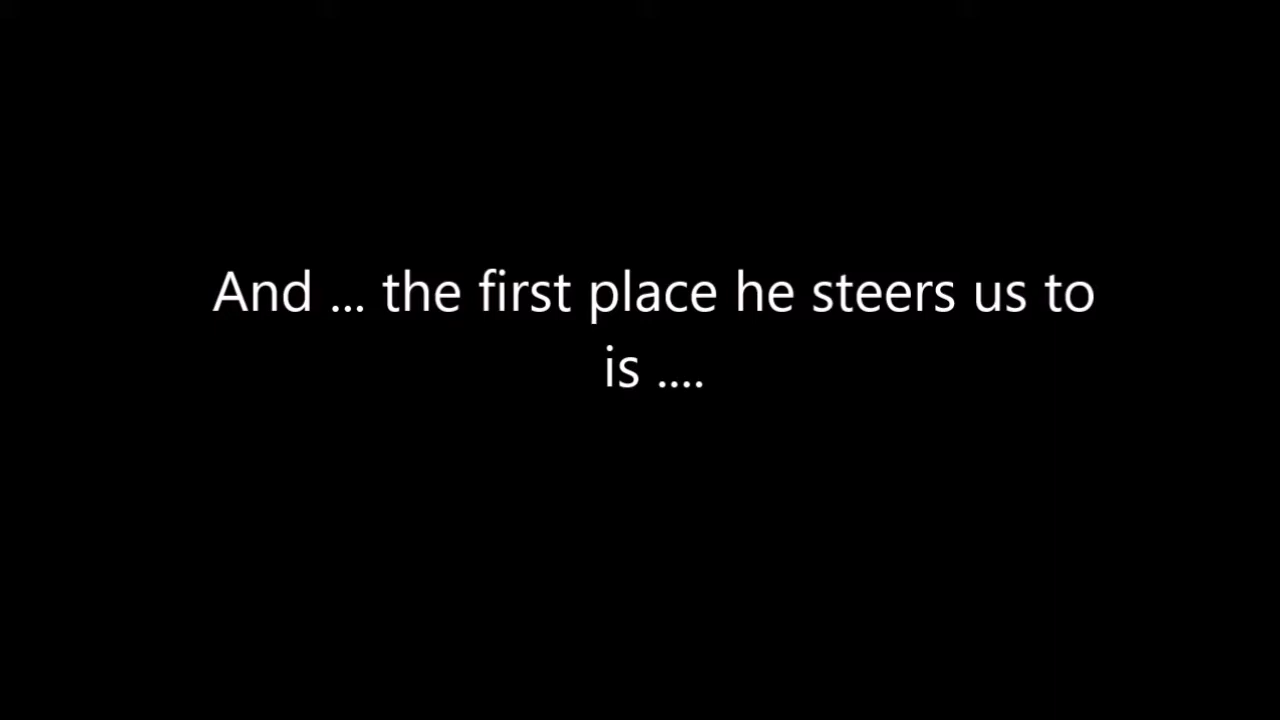 And ... the first place he steers us to
is ....